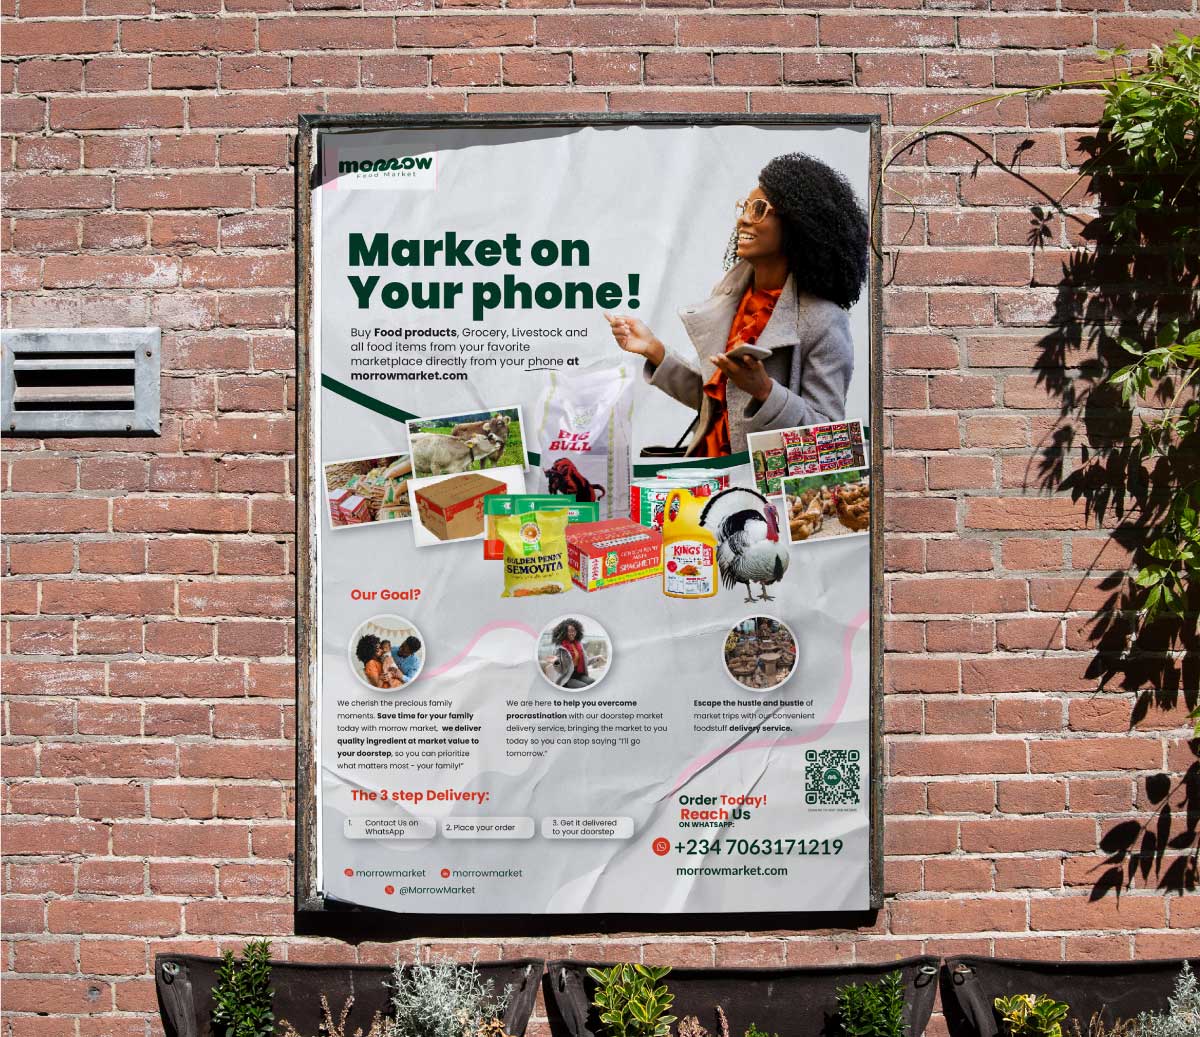 morrow
Food Market
Market on
Your phone!
Buy Food products, Grocery, Livestock and
all food items from your favorite
marketplace directly from your phone at
morrowmarket.com
BIG
BULL
GOLDEN PENNY
SEMOVITA
GOLDEN PENNY
PASTA
SPAGHETTI
KINGS
Our Goal?
We cherish the precious family
moments. Save time for your family
today with morrow market, we deliver
quality ingredient at market value to
your doorstep, so you can prioritize
what matters most - your family!"
We are here to help you overcome
procrastination with our doorstep market
delivery service, bringing the market to you
today so you can stop saying "I'll go
tomorrow."
Escape the hustle and bustle of
market trips with our convenient
foodstuff delivery service.
The 3 step Delivery:
1. Contact Us on
WhatsApp
2. Place your order
3. Get it delivered
to your doorstep
Order Today!
Reach Us
ON WHATSAPP:
+234 7063171219
morrowmarket.com
morrowmarket
morrowmarket
@MorrowMarket